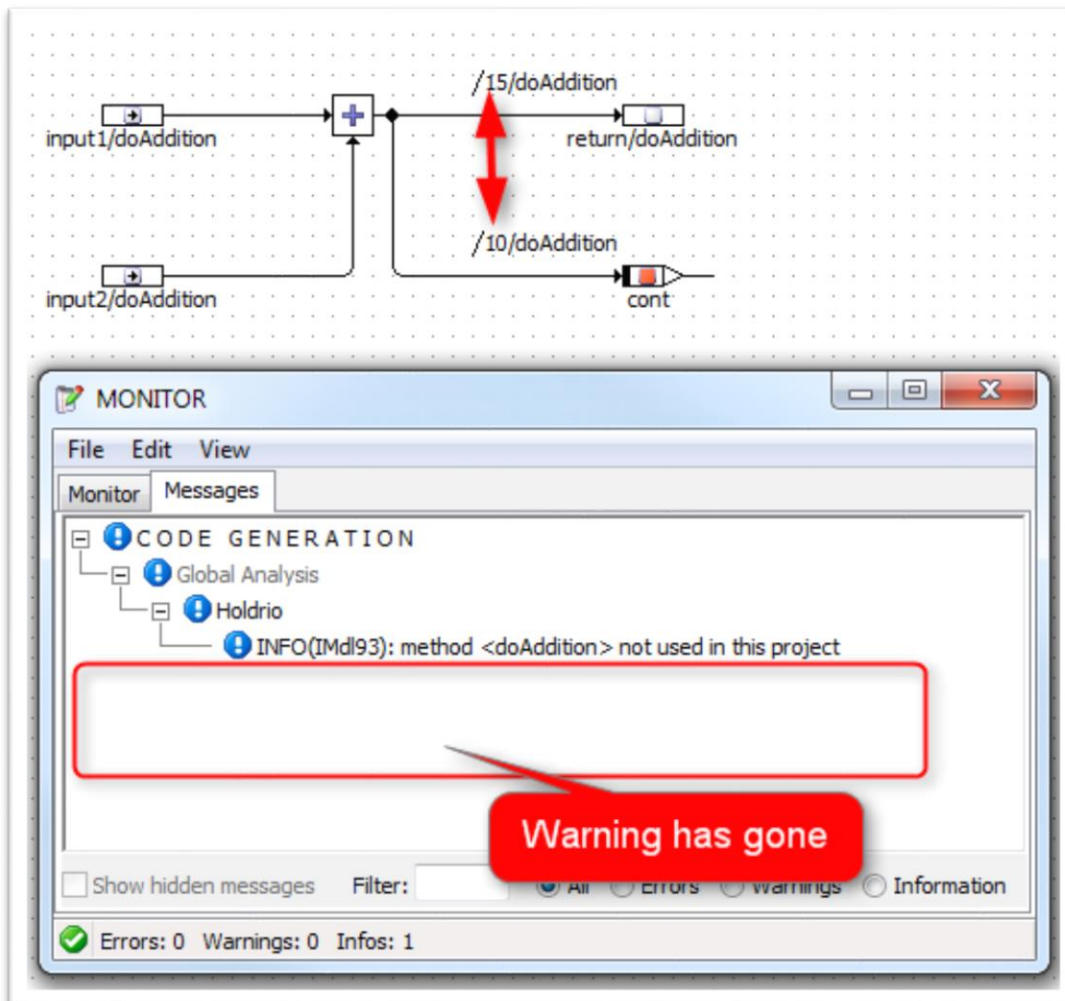 /15/doAddition
input1/doAddition
return/doAddition
/10/doAddition
input2/doAddition
cont
MONITOR
File Edit View
Monitor Messages
CODE GENERATION
Global Analysis
Holdrio
INFO(IMdl93): method <doAddition> not used in this project
Warning has gone
Show hidden messages Filter: All Errors Warnings Information
Errors: 0 Warnings: 0 Infos: 1